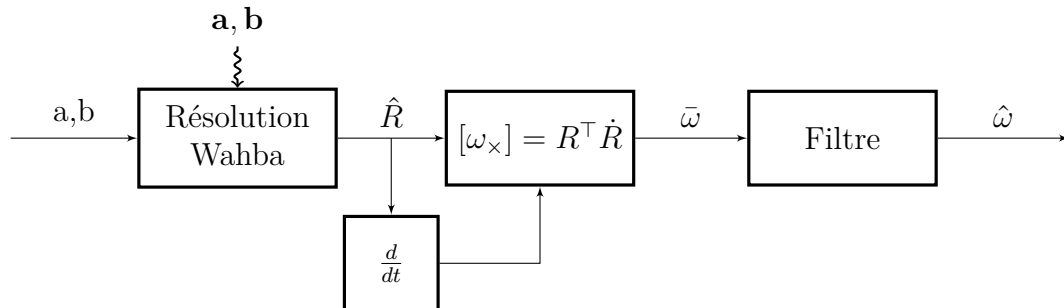 a, b
a,b
Résolution
Wahba
R̂
[ω×] = R⊤Ṙ
ω̄
Filtre
ω̂
d/dt